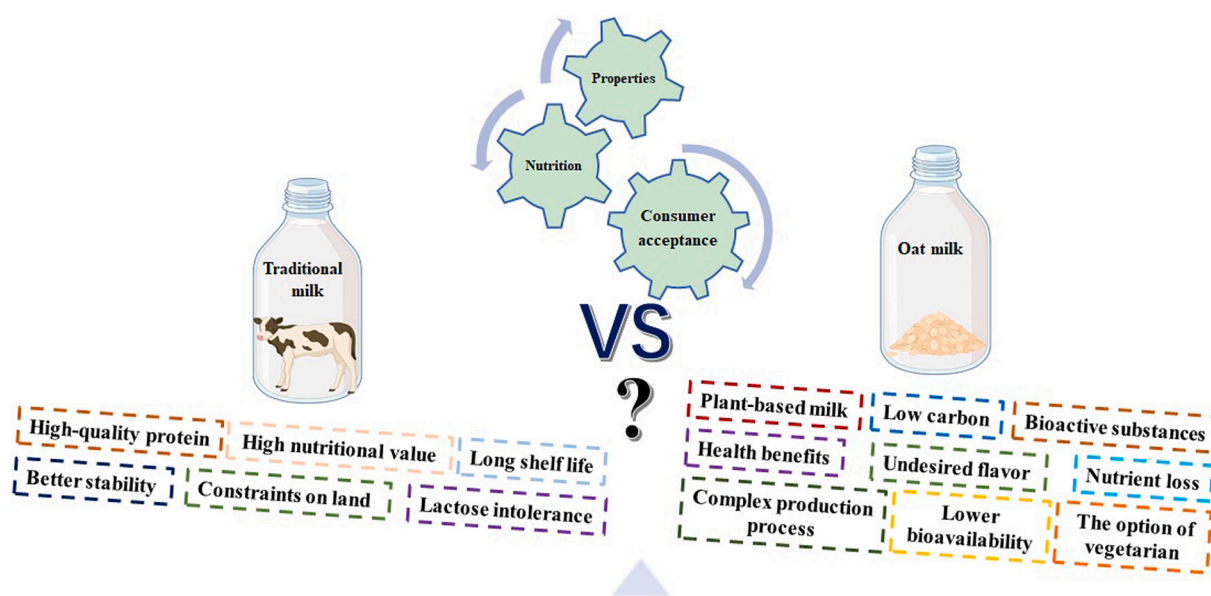 Properties
Nutrition
Consumer
acceptance
Traditional
milk
Oat milk
VS
?
High-quality protein
High nutritional value
Long shelf life
Better stability
Constraints on land
Lactose intolerance
Plant-based milk
Low carbon
Bioactive substances
Health benefits
Undesired flavor
Nutrient loss
Complex production
process
Lower
bioavailability
The option of
vegetarian